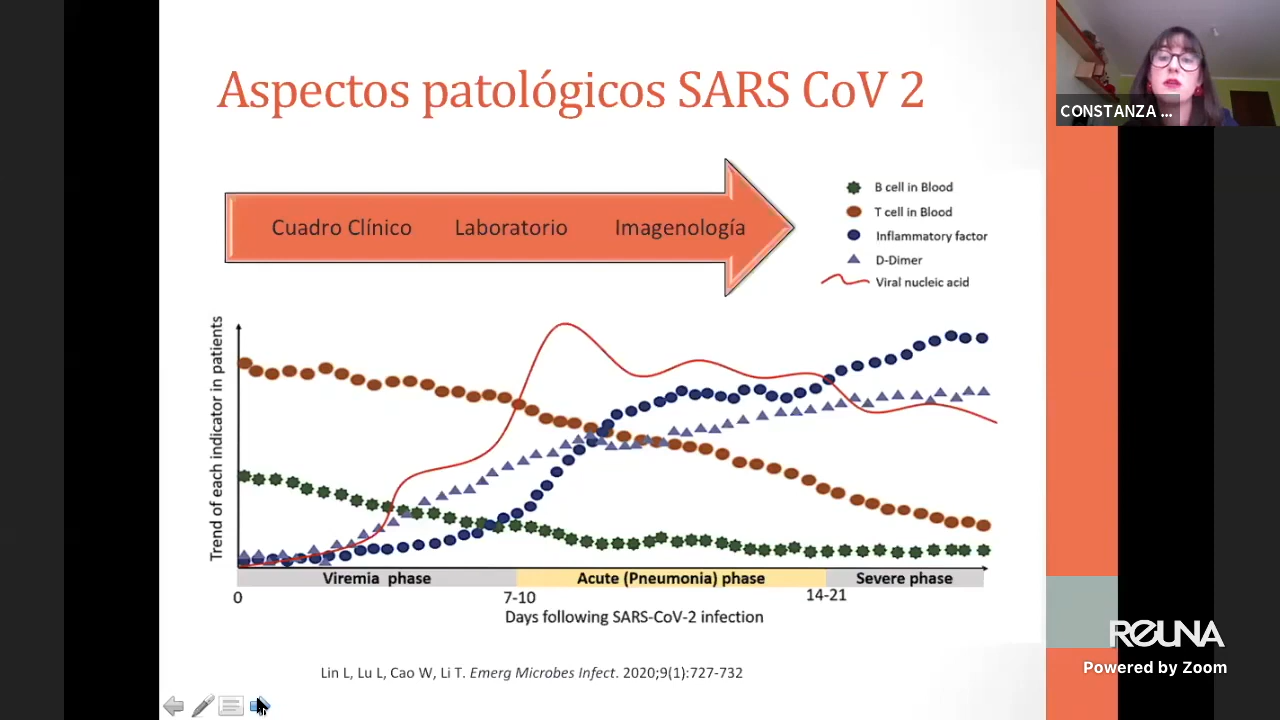 Aspectos patológicos SARS CoV 2
CONSTANZA ...
Cuadro Clínico Laboratorio Imagenología
B cell in Blood
T cell in Blood
Inflammatory factor
D-Dimer
Viral nucleic acid
Trend of each indicator in patients
Viremia phase Acute (Pneumonia) phase Severe phase
0 7-10 14-21
Days following SARS-CoV-2 infection
Lin L, Lu L, Cao W, Li T. Emerg Microbes Infect. 2020;9(1):727-732
REUNA
Powered by Zoom